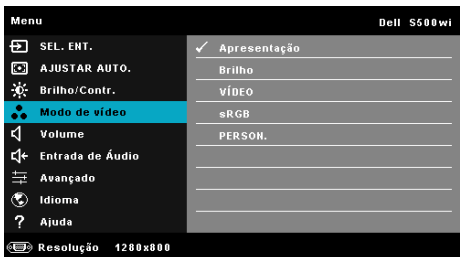 Menu
Dell S500wi
SEL. ENT.
AJUSTAR AUTO.
Brilho/Contr.
Modo de vídeo
Volume
Entrada de Áudio
Avançado
Idioma
? Ajuda
✓ Apresentação
Brilho
VÍDEO
sRGB
PERSON.
Resolução 1280x800